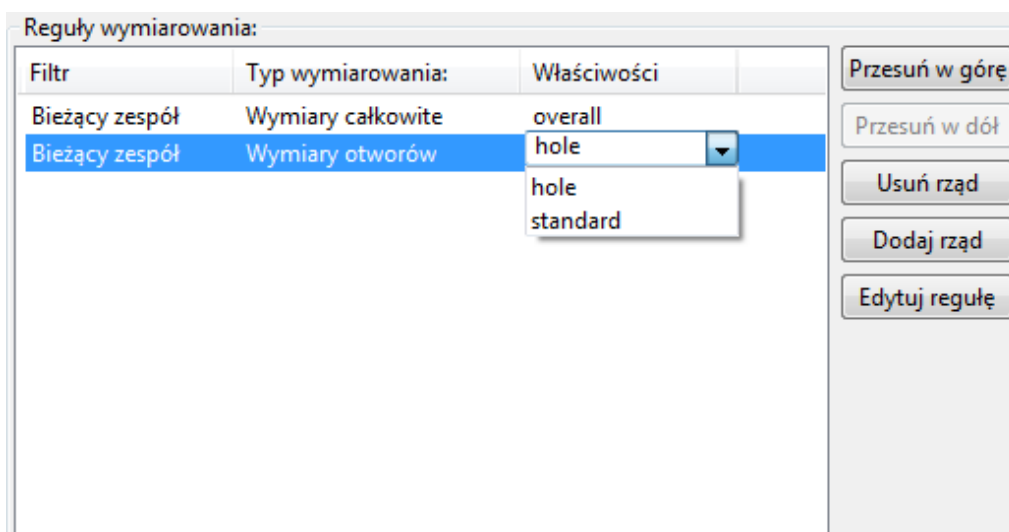 Reguły wymiarowania:
Filtr Typ wymiarowania: Właściwości
Bieżący zespół Wymiary całkowite overall
Bieżący zespół Wymiary otworów hole
hole
standard
Przesuń w górę
Przesuń w dół
Usuń rząd
Dodaj rząd
Edytuj regułę